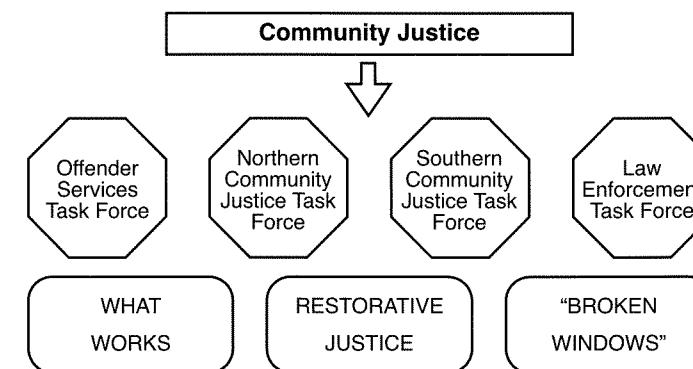 Community Justice
Offender
Services
Task Force
Northern
Community
Justice Task
Force
Southern
Community
Justice Task
Force
Law
Enforcemen
Task Force
WHAT
WORKS
RESTORATIVE
JUSTICE
“BROKEN
WINDOWS”